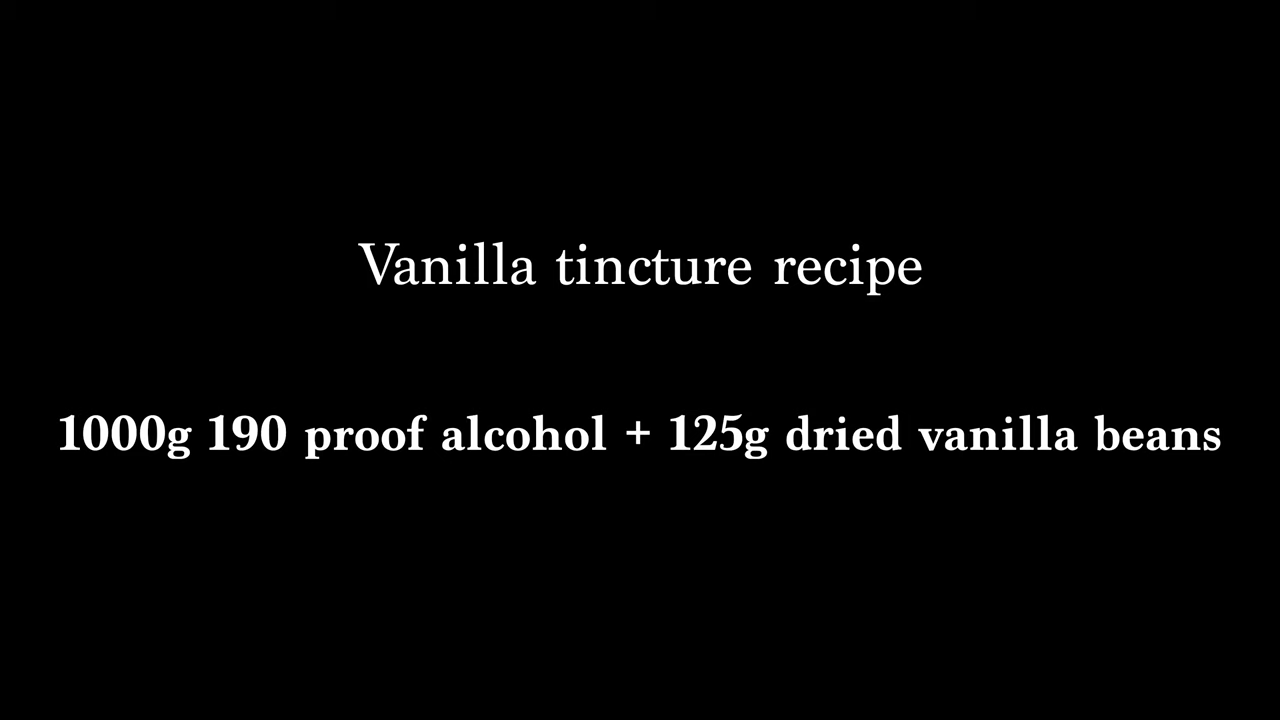 Vanilla tincture recipe
1000g 190 proof alcohol + 125g dried vanilla beans